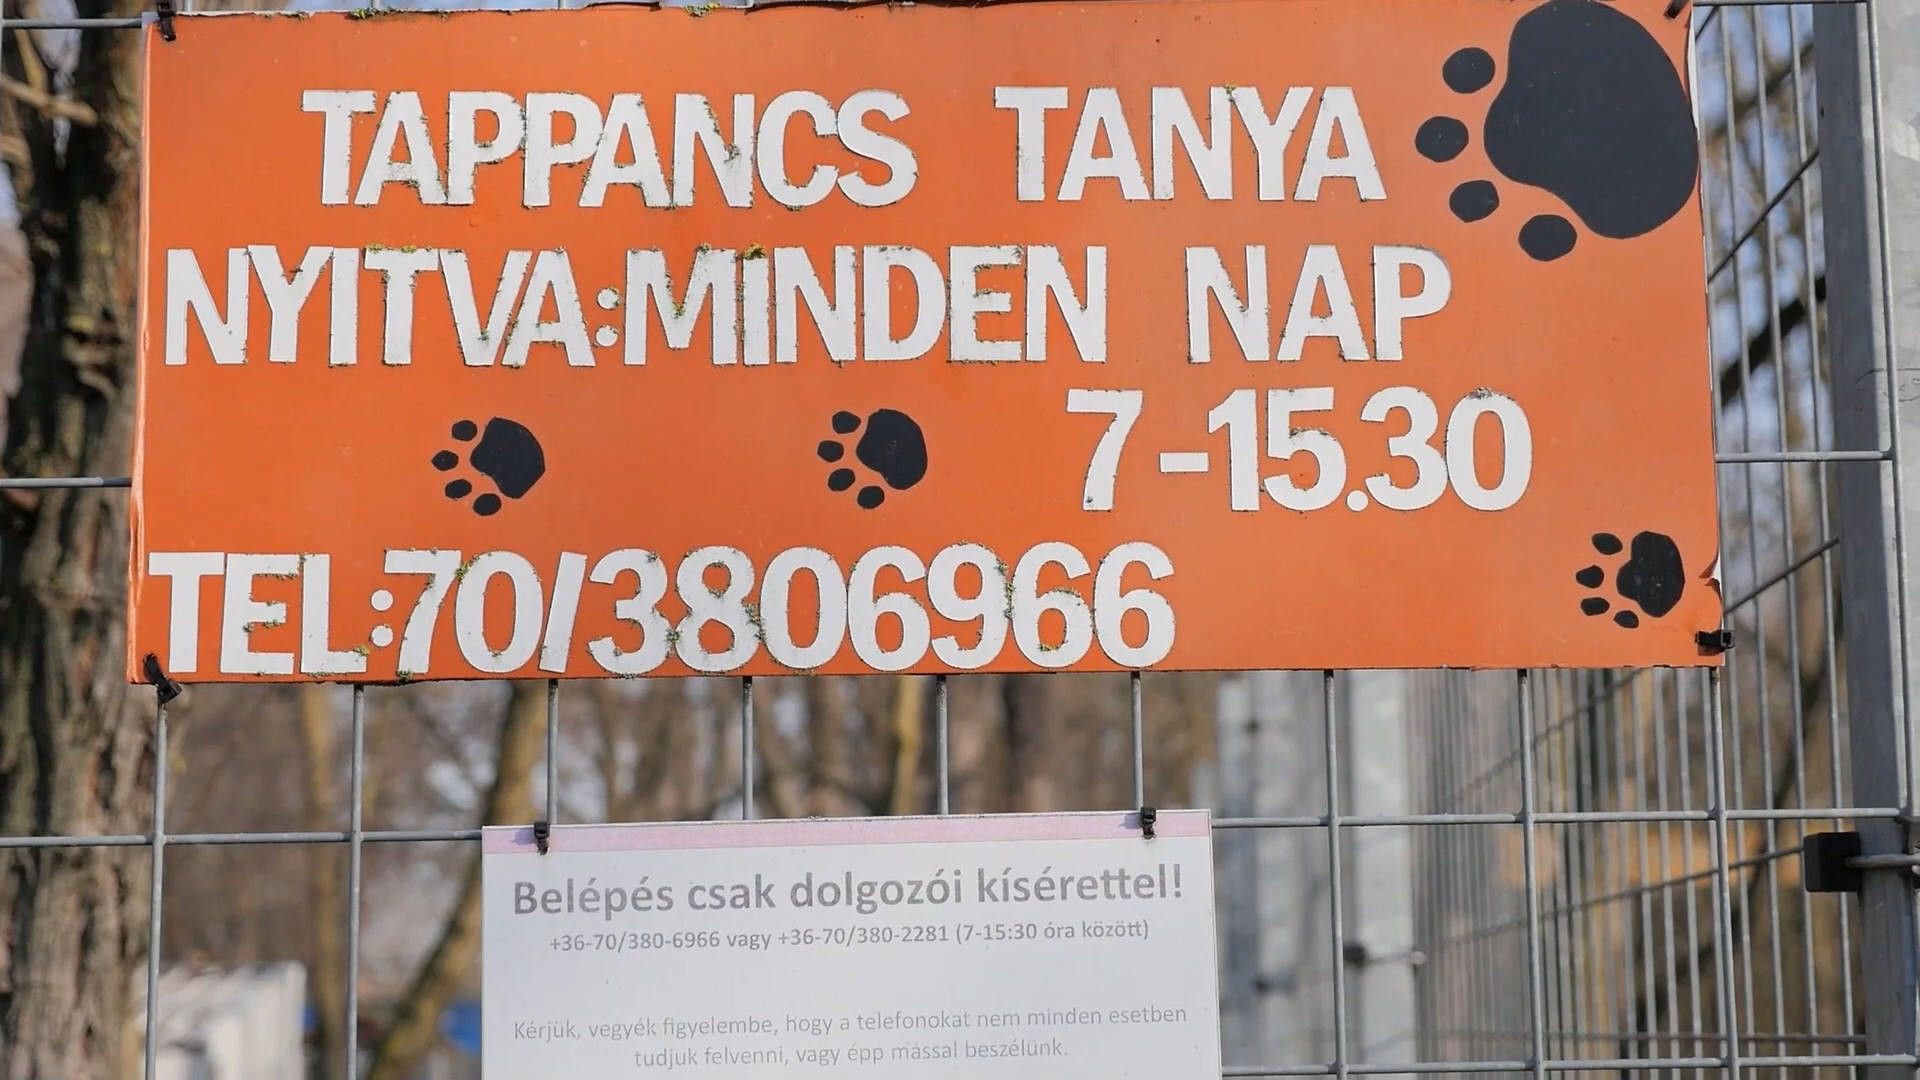 TAPPANCS TANYA
NYITVA:MINDEN NAP
7-15.30
TEL:70/3806966
Belépés csak dolgozói kísérettel!
+36-70/380-6966 vagy +36-70/380-2281 (7-15:30 óra között)
Kérjük, vegyék figyelembe, hogy a telefonokat nem minden esetben
tudjuk felvenni, vagy épp mással beszélünk.